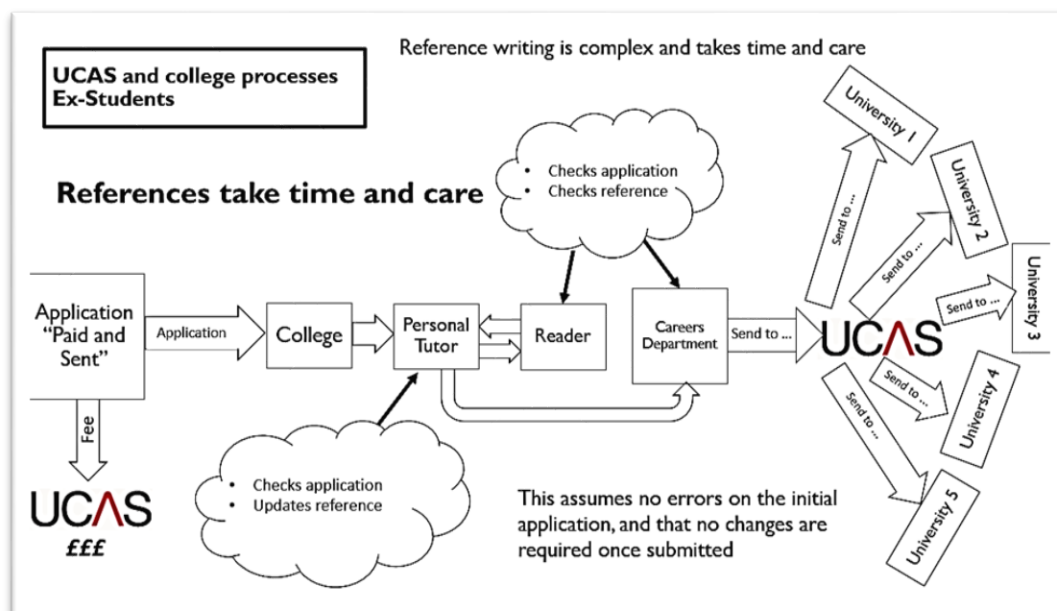 Reference writing is complex and takes time and care
UCAS and college processes
Ex-Students
References take time and care
• Checks application
• Checks reference
Application
“Paid and
Sent”
Application
College
Personal
Tutor
Reader
Careers
Department
Send to ...
UCAS
Send to ...
University 1
Send to ...
University 2
Send to ...
University 3
Send to ...
University 4
Send to ...
University 5
Fee
UCAS
£££
• Checks application
• Updates reference
This assumes no errors on the initial
application, and that no changes are
required once submitted